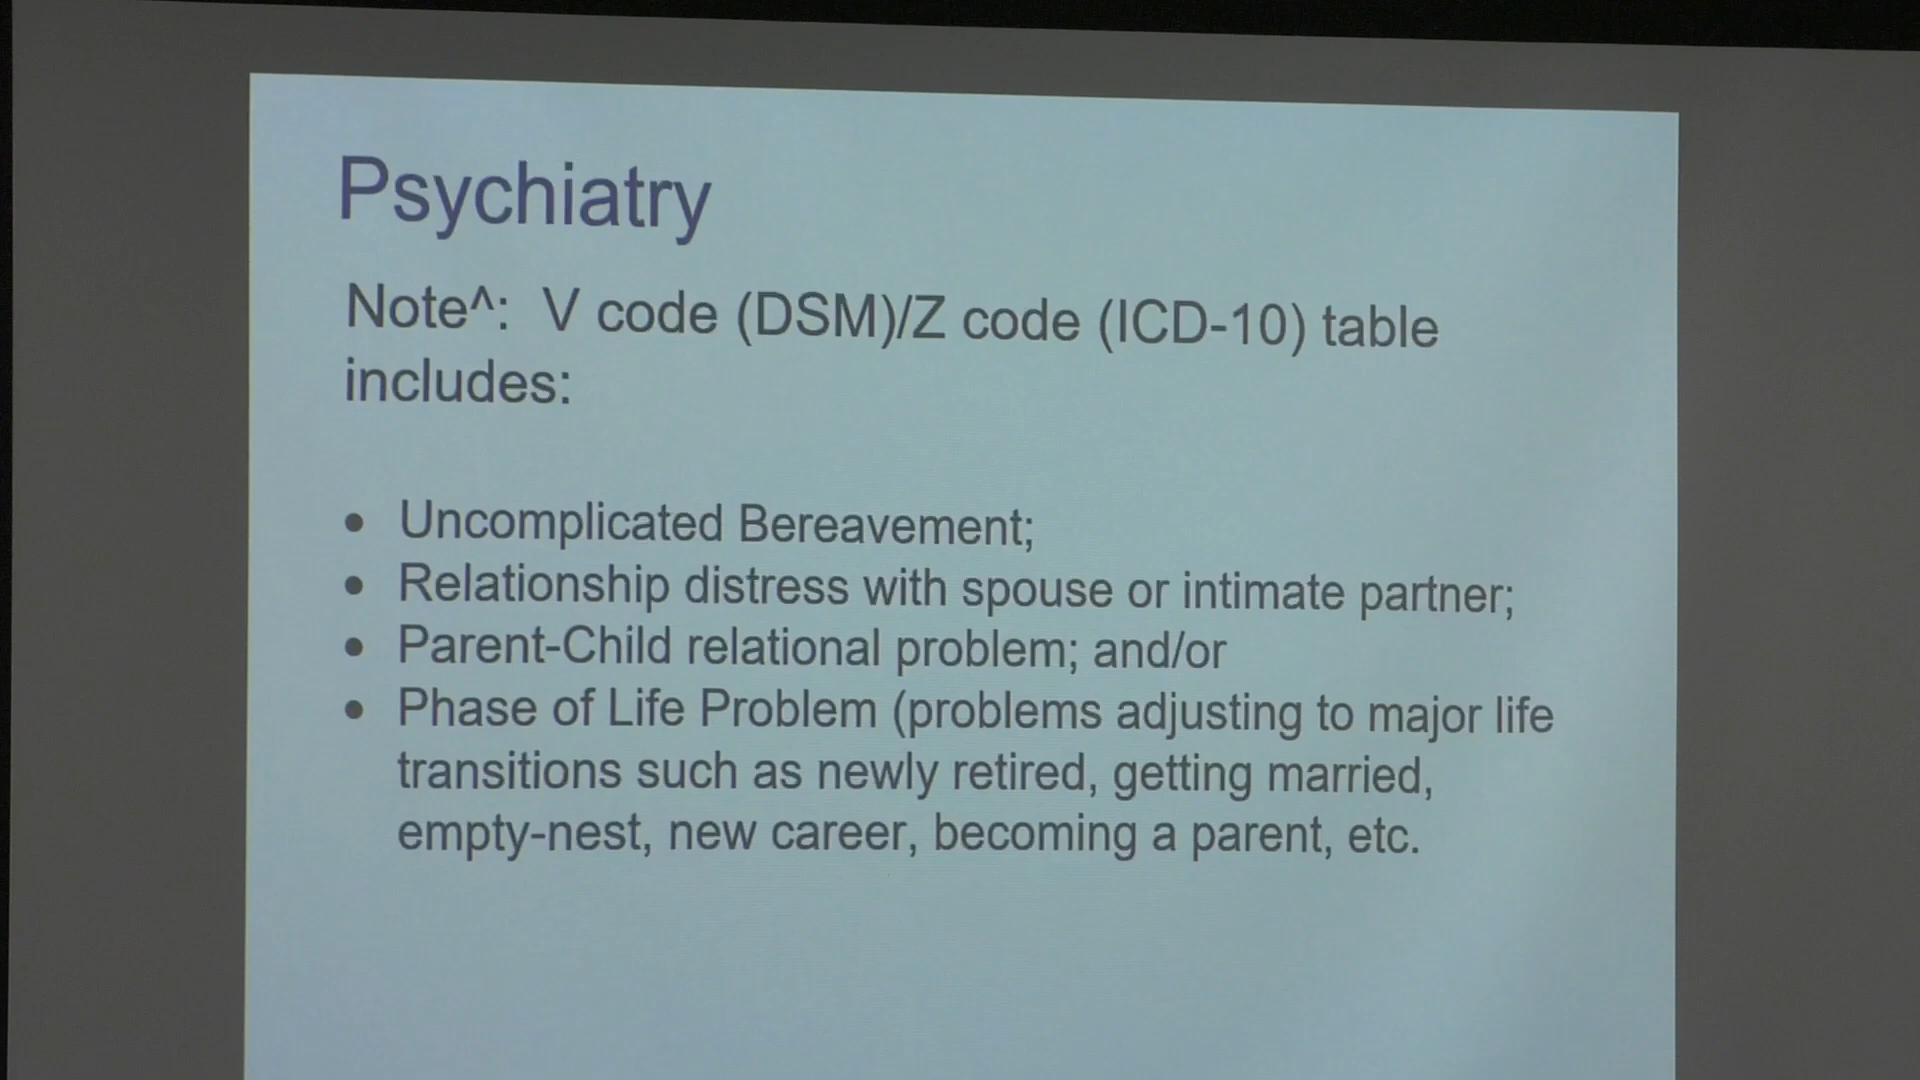 Psychiatry
Note^: V code (DSM)/Z code (ICD-10) table
includes:
• Uncomplicated Bereavement;
• Relationship distress with spouse or intimate partner;
• Parent-Child relational problem; and/or
• Phase of Life Problem (problems adjusting to major life
transitions such as newly retired, getting married,
empty-nest, new career, becoming a parent, etc.